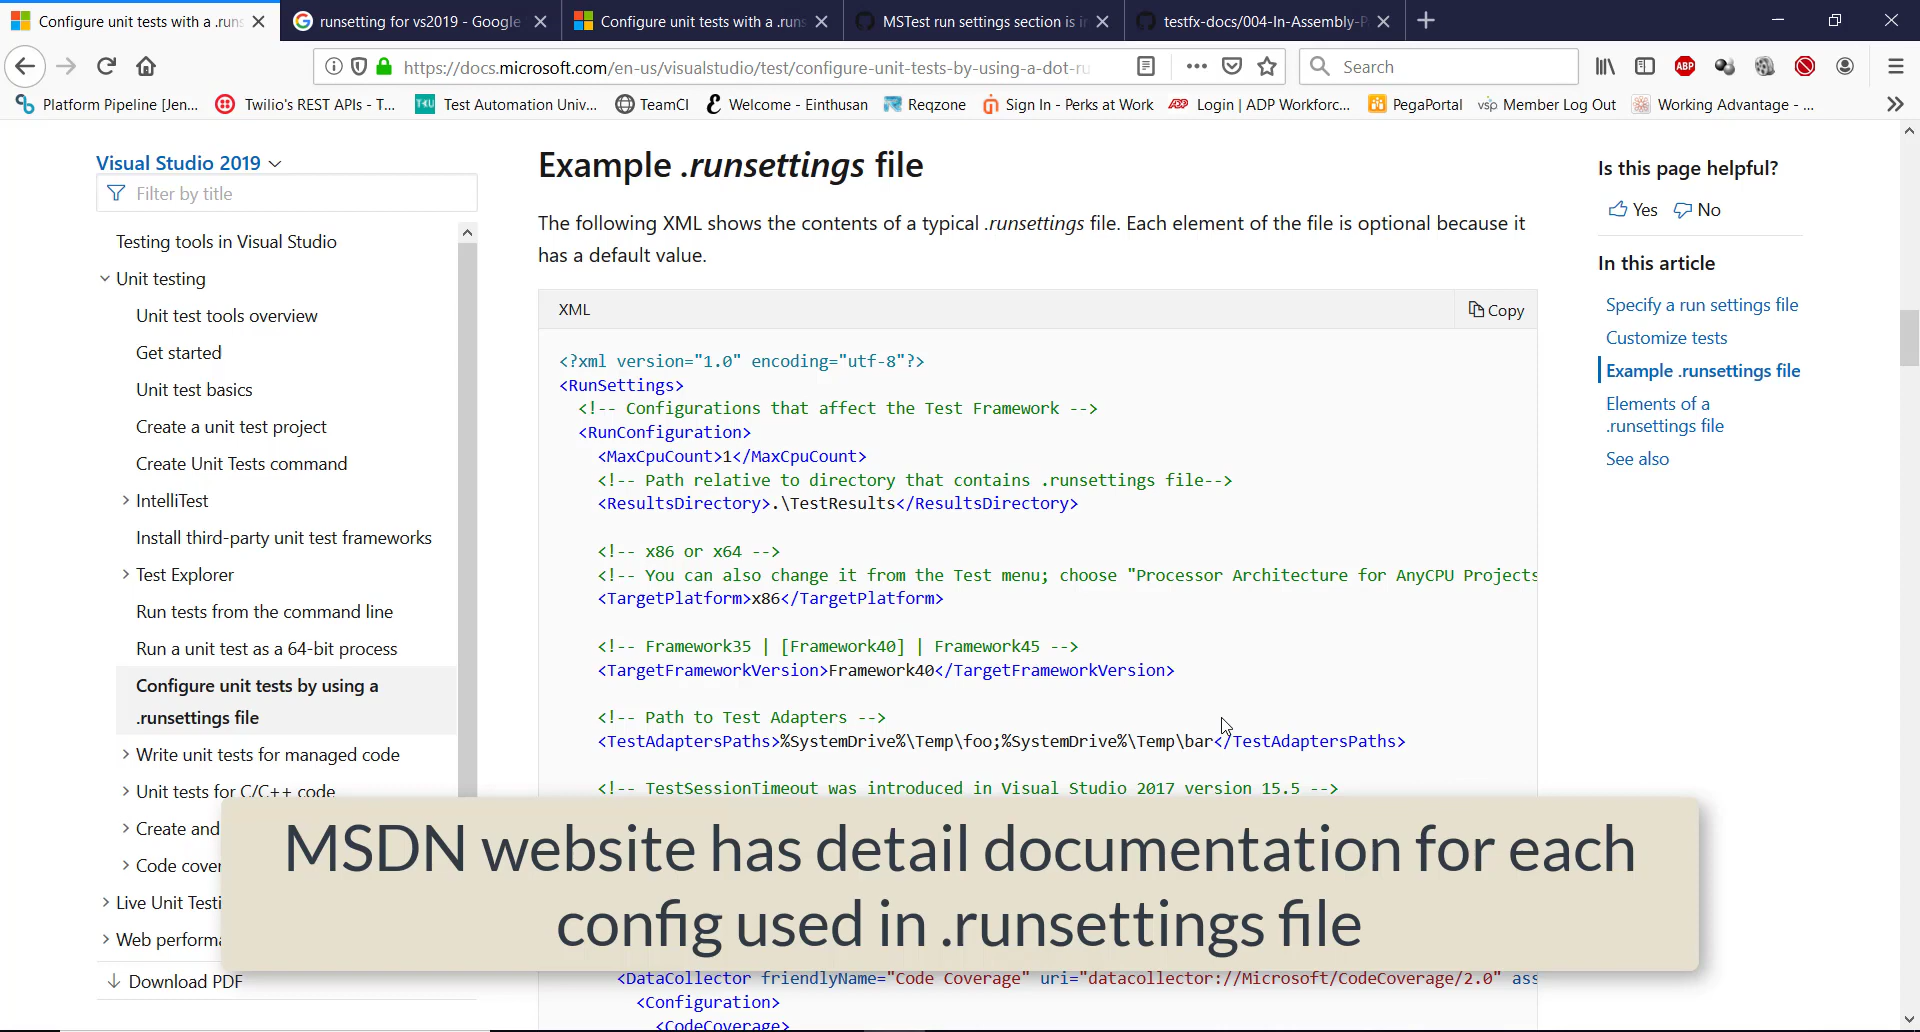 Configure unit tests with a .runs
runsetting for vs2019 - Google
Configure unit tests with a .runs
MSTest run settings section is i
testfx-docs/004-In-Assembly-P
https://docs.microsoft.com/en-us/visualstudio/test/configure-unit-tests-by-using-a-dot-ru
Search
ABP
Platform Pipeline [Jen...
Twilio's REST APIs - T...
Test Automation Univ...
TeamCI
Welcome - Einthusan
Reqzone
Sign In - Perks at Work
Login | ADP Workforc...
PegaPortal
vsp Member Log Out
Working Advantage - ...
Visual Studio 2019
Filter by title
Testing tools in Visual Studio
Unit testing
Unit test tools overview
Get started
Unit test basics
Create a unit test project
Create Unit Tests command
IntelliTest
Install third-party unit test frameworks
Test Explorer
Run tests from the command line
Run a unit test as a 64-bit process
Configure unit tests by using a
.runsettings file
Write unit tests for managed code
Unit tests for C/C++ code
Create and
Code cover
Live Unit Testi
Web performa
Download PDF
Example .runsettings file
The following XML shows the contents of a typical .runsettings file. Each element of the file is optional because it
has a default value.
XML
Copy
<?xml version="1.0" encoding="utf-8"?>
<RunSettings>
<!-- Configurations that affect the Test Framework -->
<RunConfiguration>
<MaxCpuCount>1</MaxCpuCount>
<!-- Path relative to directory that contains .runsettings file-->
<ResultsDirectory>.\TestResults</ResultsDirectory>
<!-- x86 or x64 -->
<!-- You can also change it from the Test menu; choose "Processor Architecture for AnyCPU Projects
<TargetPlatform>x86</TargetPlatform>
<!-- Framework35 | [Framework40] | Framework45 -->
<TargetFrameworkVersion>Framework40</TargetFrameworkVersion>
<!-- Path to Test Adapters -->
<TestAdaptersPaths>%SystemDrive%\Temp\foo;%SystemDrive%\Temp\bar</TestAdaptersPaths>
<!-- TestSessionTimeout was introduced in Visual Studio 2017 version 15.5 -->
MSDN website has detail documentation for each
config used in .runsettings file
<DataCollector friendlyName="Code Coverage" uri="datacollector://Microsoft/CodeCoverage/2.0" ass
<Configuration>
<CodeCoverage>
Is this page helpful?
Yes
No
In this article
Specify a run settings file
Customize tests
Example .runsettings file
Elements of a
.runsettings file
See also